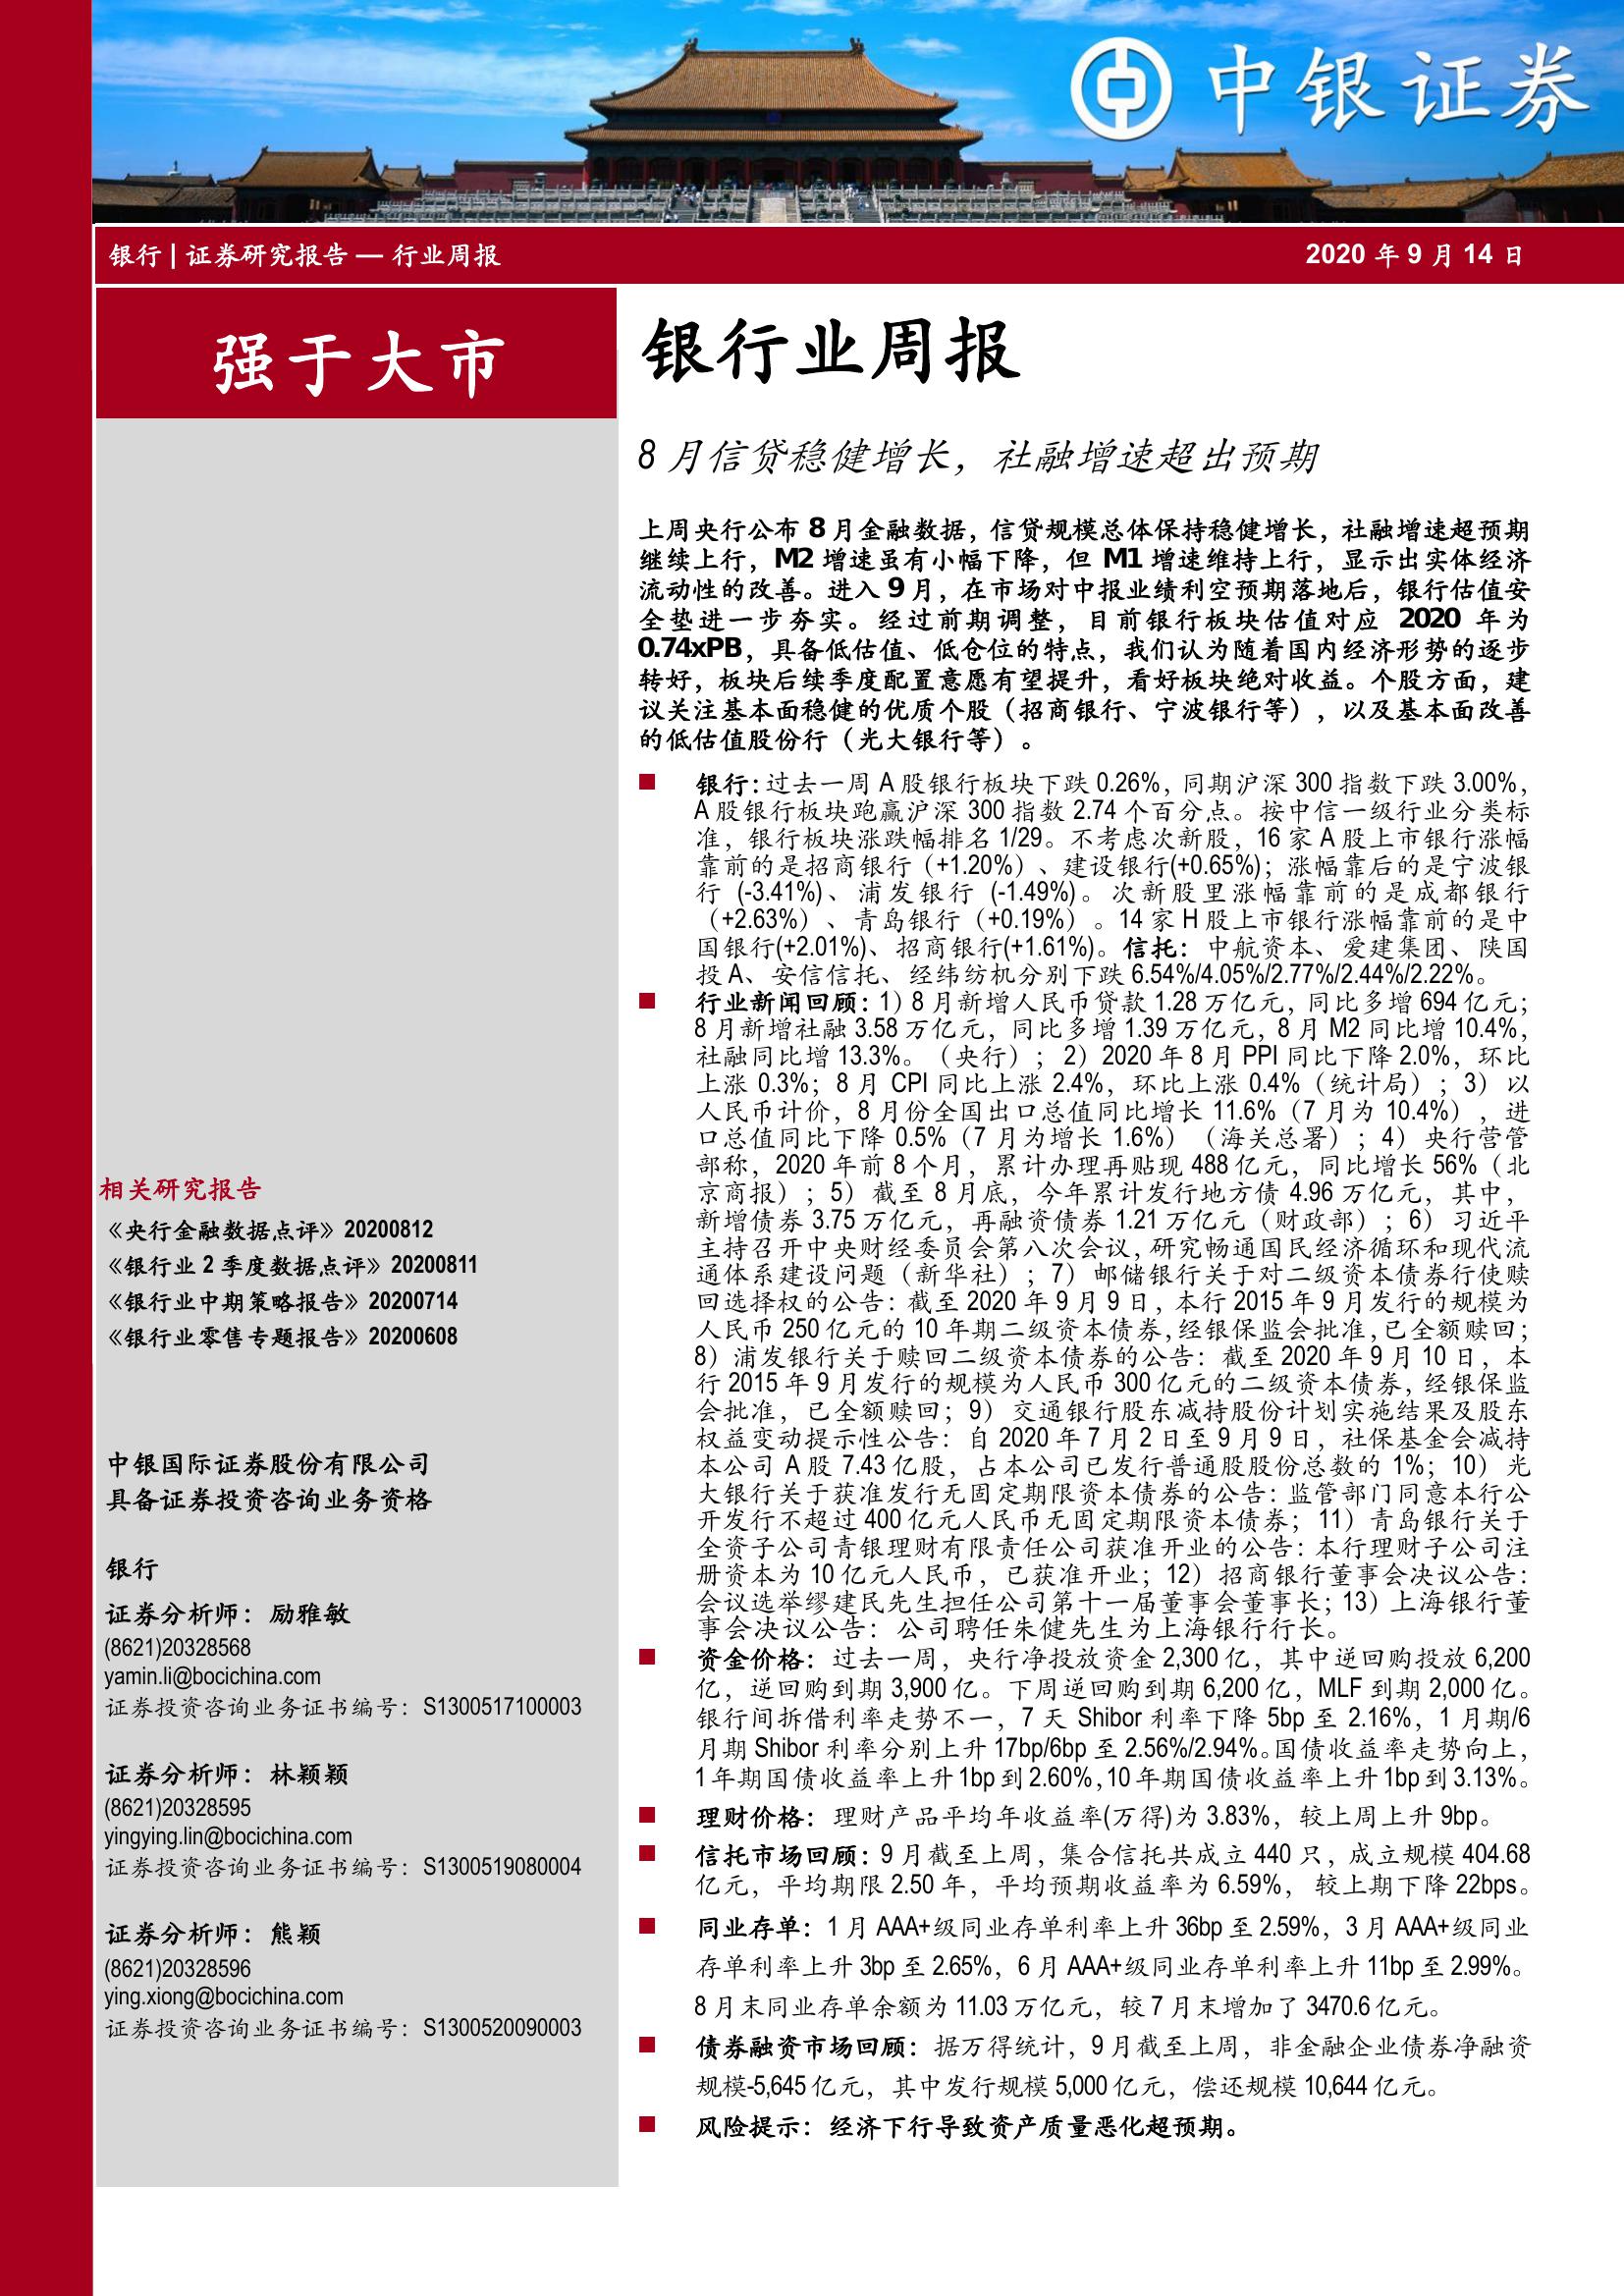 中银证券
银行 | 证券研究报告 — 行业周报
2020 年 9 月 14 日
强于大市
相关研究报告
《央行金融数据点评》20200812
《银行业 2 季度数据点评》20200811
《银行业中期策略报告》20200714
《银行业零售专题报告》20200608
中银国际证券股份有限公司
具备证券投资咨询业务资格
银行
证券分析师：励雅敏
(8621)20328568
yamin.li@bocichina.com
证券投资咨询业务证书编号：S1300517100003
证券分析师：林颖颖
(8621)20328595
yingying.lin@bocichina.com
证券投资咨询业务证书编号：S1300519080004
证券分析师：熊颖
(8621)20328596
ying.xiong@bocichina.com
证券投资咨询业务证书编号：S1300520090003
银行业周报
8 月信贷稳健增长，社融增速超出预期
上周央行公布 8 月金融数据，信贷规模总体保持稳健增长，社融增速超预期
继续上行，M2 增速虽有小幅下降，但 M1 增速维持上行，显示出实体经济
流动性的改善。进入 9 月，在市场对中报业绩利空预期落地后，银行估值安
全垫进一步夯实。经过前期调整，目前银行板块估值对应 2020 年为
0.74xPB，具备低估值、低仓位的特点，我们认为随着国内经济形势的逐步
转好，板块后续季度配置意愿有望提升，看好板块绝对收益。个股方面，建
议关注基本面稳健的优质个股（招商银行、宁波银行等），以及基本面改善
的低估值股份行（光大银行等）。
银行：过去一周 A 股银行板块下跌 0.26%，同期沪深 300 指数下跌 3.00%，
A 股银行板块跑赢沪深 300 指数 2.74 个百分点。按中信一级行业分类标
准，银行板块涨跌幅排名 1/29。不考虑次新股，16 家 A 股上市银行涨幅
靠前的是招商银行（+1.20%）、建设银行(+0.65%)；涨幅靠后的是宁波银
行 (-3.41%)、浦发银行 (-1.49%)。次新股里涨幅靠前的是成都银行
（+2.63%）、青岛银行（+0.19%）。14 家 H 股上市银行涨幅靠前的是中
国银行(+2.01%)、招商银行(+1.61%)。信托：中航资本、爱建集团、陕国
投 A、安信信托、经纬纺机分别下跌 6.54%/4.05%/2.77%/2.44%/2.22%。
行业新闻回顾：1）8 月新增人民币贷款 1.28 万亿元，同比多增 694 亿元；
8 月新增社融 3.58 万亿元，同比多增 1.39 万亿元，8 月 M2 同比增 10.4%，
社融同比增 13.3%。（央行）；2）2020 年 8 月 PPI 同比下降 2.0%，环比
上涨 0.3%；8 月 CPI 同比上涨 2.4%，环比上涨 0.4%（统计局）；3）以
人民币计价，8 月份全国出口总值同比增长 11.6%（7 月为 10.4%），进
口总值同比下降 0.5%（7 月为增长 1.6%）（海关总署）；4）央行营管
部称，2020 年前 8 个月，累计办理再贴现 488 亿元，同比增长 56%（北
京商报）；5）截至 8 月底，今年累计发行地方债 4.96 万亿元，其中，
新增债券 3.75 万亿元，再融资债券 1.21 万亿元（财政部）；6）习近平
主持召开中央财经委员会第八次会议，研究畅通国民经济循环和现代流
通体系建设问题（新华社）；7）邮储银行关于对二级资本债券行使赎
回选择权的公告：截至 2020 年 9 月 9 日，本行 2015 年 9 月发行的规模为
人民币 250 亿元的 10 年期二级资本债券，经银保监会批准，已全额赎回；
8）浦发银行关于赎回二级资本债券的公告：截至 2020 年 9 月 10 日，本
行 2015 年 9 月发行的规模为人民币 300 亿元的二级资本债券，经银保监
会批准，已全额赎回；9）交通银行股东减持股份计划实施结果及股东
权益变动提示性公告：自 2020 年 7 月 2 日至 9 月 9 日，社保基金会减持
本公司 A 股 7.43 亿股，占本公司已发行普通股股份总数的 1%；10）光
大银行关于获准发行无固定期限资本债券的公告：监管部门同意本行公
开发行不超过 400 亿元人民币无固定期限资本债券；11）青岛银行关于
全资子公司青银理财有限责任公司获准开业的公告：本行理财子公司注
册资本为 10 亿元人民币，已获准开业；12）招商银行董事会决议公告：
会议选举缪建民先生担任公司第十一届董事会董事长；13）上海银行董
事会决议公告：公司聘任朱健先生为上海银行行长。
资金价格：过去一周，央行净投放资金 2,300 亿，其中逆回购投放 6,200
亿，逆回购到期 3,900 亿。下周逆回购到期 6,200 亿，MLF 到期 2,000 亿。
银行间拆借利率走势不一，7 天 Shibor 利率下降 5bp 至 2.16%，1 月期/6
月期 Shibor 利率分别上升 17bp/6bp 至 2.56%/2.94%。国债收益率走势向上，
1 年期国债收益率上升 1bp 到 2.60%，10 年期国债收益率上升 1bp 到 3.13%。
理财价格：理财产品平均年收益率(万得)为 3.83%，较上周上升 9bp。
信托市场回顾：9 月截至上周，集合信托共成立 440 只，成立规模 404.68
亿元，平均期限 2.50 年，平均预期收益率为 6.59%，较上期下降 22bps。
同业存单：1 月 AAA+级同业存单利率上升 36bp 至 2.59%，3 月 AAA+级同业
存单利率上升 3bp 至 2.65%，6 月 AAA+级同业存单利率上升 11bp 至 2.99%。
8 月末同业存单余额为 11.03 万亿元，较 7 月末增加了 3470.6 亿元。
债券融资市场回顾：据万得统计，9 月截至上周，非金融企业债券净融资
规模-5,645 亿元，其中发行规模 5,000 亿元，偿还规模 10,644 亿元。
风险提示：经济下行导致资产质量恶化超预期。